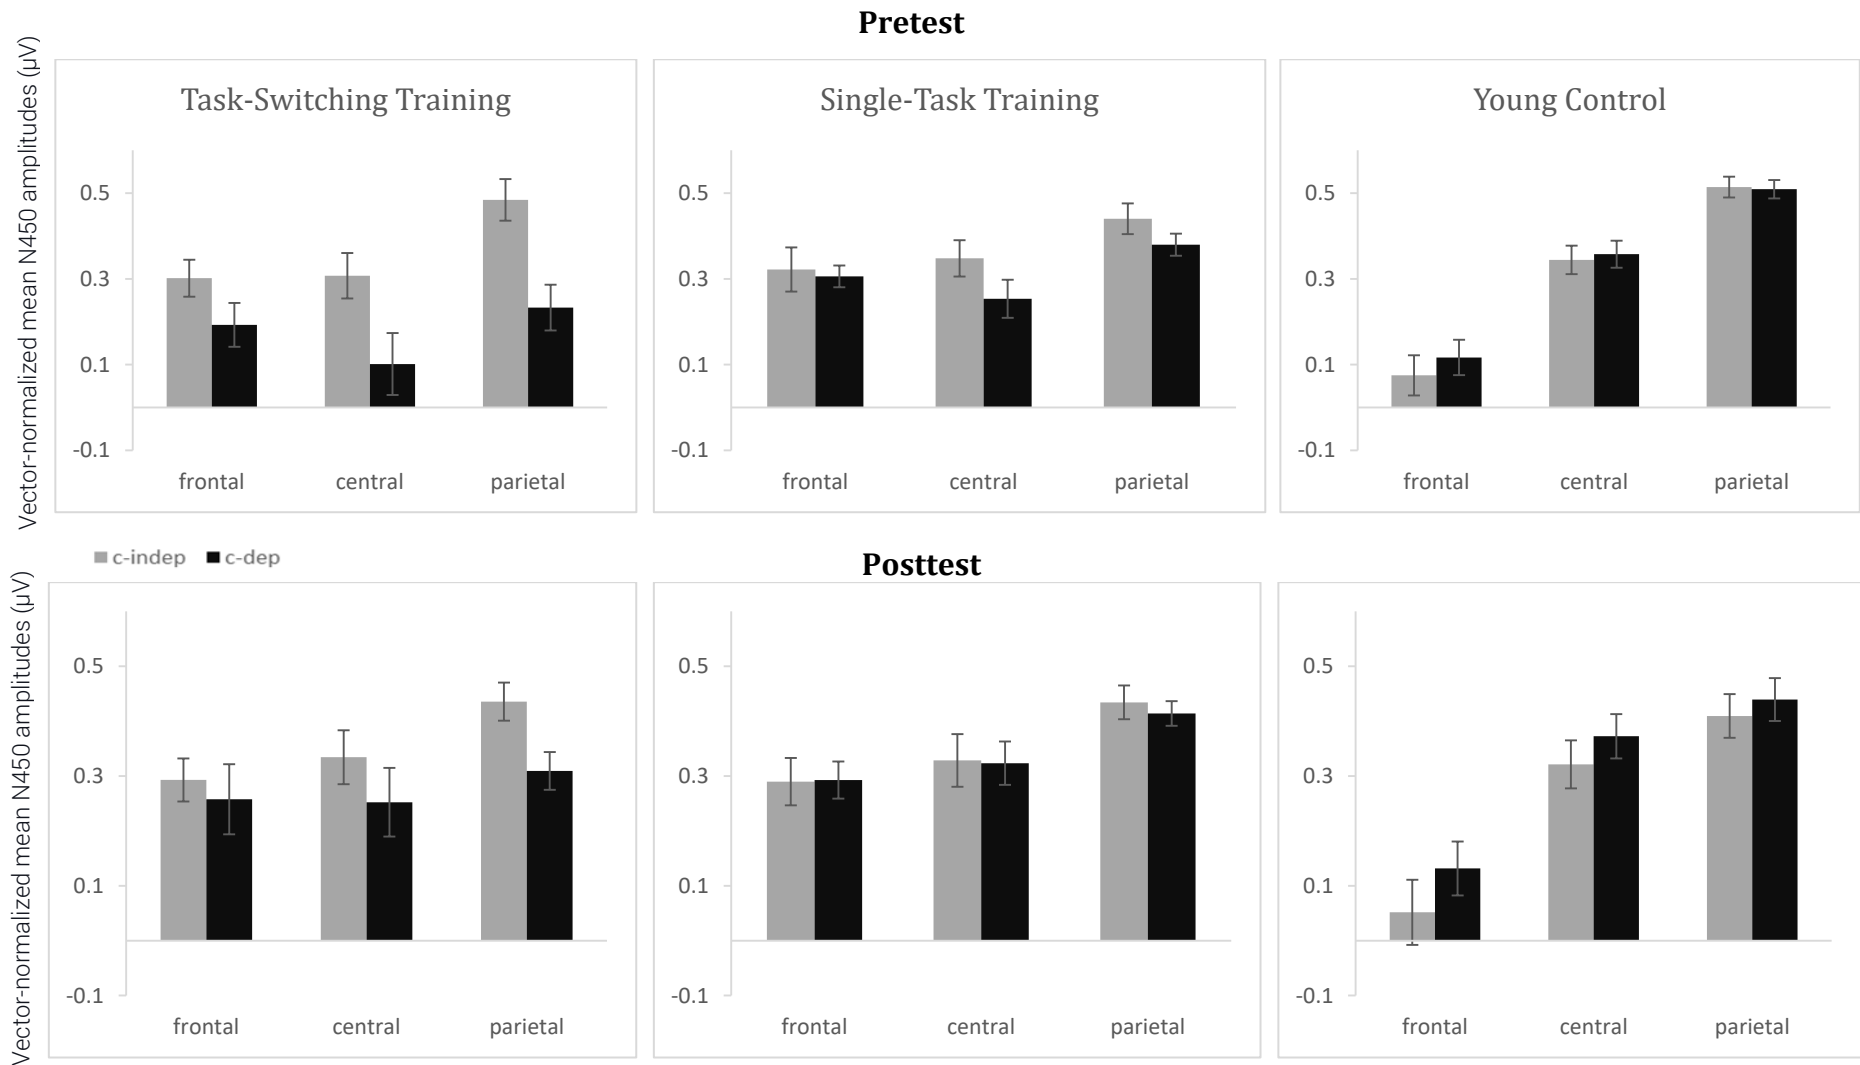 Pretest
Vector-normalized mean N450 amplitudes (µV)
Task-Switching Training
0.5
0.3
0.1
-0.1
frontal central parietal
Single-Task Training
0.5
0.3
0.1
-0.1
frontal central parietal
Young Control
0.5
0.3
0.1
-0.1
frontal central parietal
c-indep c-dep
Posttest
Vector-normalized mean N450 amplitudes (µV)
0.5
0.3
0.1
-0.1
frontal central parietal
0.5
0.3
0.1
-0.1
frontal central parietal
0.5
0.3
0.1
-0.1
frontal central parietal